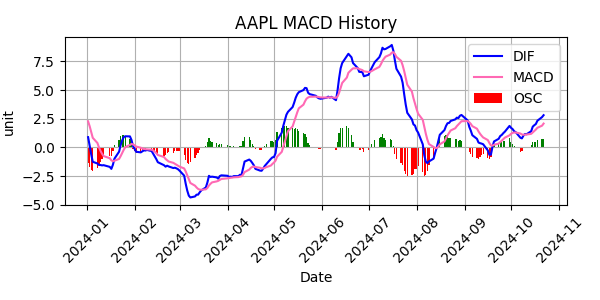 AAPL MACD History
unit
7.5
5.0
2.5
0.0
−2.5
−5.0
DIF
MACD
OSC
2024-01
2024-02
2024-03
2024-04
2024-05
2024-06
2024-07
2024-08
2024-09
2024-10
2024-11
Date